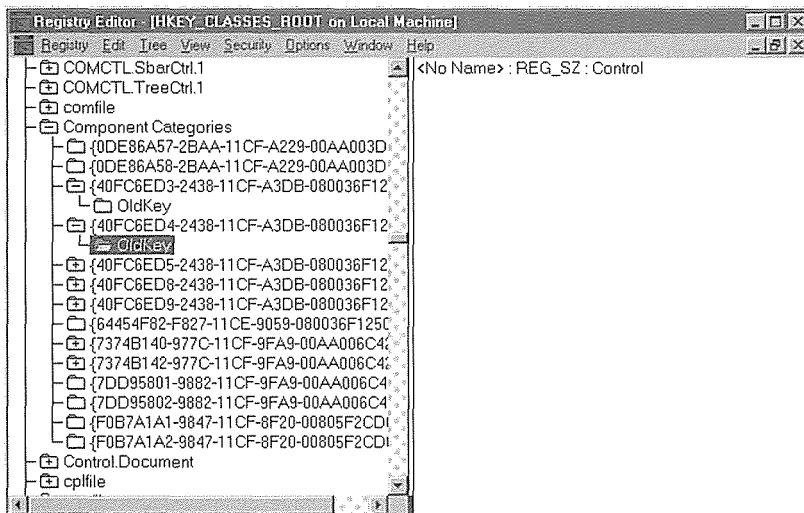 Registry Editor - [HKEY_CLASSES_ROOT on Local Machine]
Registry Edit Tree View Security Options Window Help
COMCTL.SbarCtrl.1
COMCTL.TreeCtrl.1
comfile
Component Categories
{0DE86A57-2BAA-11CF-A229-00AA003D
{0DE86A58-2BAA-11CF-A229-00AA003D
{40FC6ED3-2438-11CF-A3DB-080036F12
OldKey
{40FC6ED4-2438-11CF-A3DB-080036F12
OldKey
{40FC6ED5-2438-11CF-A3DB-080036F12
{40FC6ED8-2438-11CF-A3DB-080036F12
{40FC6ED9-2438-11CF-A3DB-080036F12
{64454F82-F827-11CE-9059-080036F125C
{7374B140-977C-11CF-9FA9-00AA006C42
{7374B142-977C-11CF-9FA9-00AA006C42
{7DD95801-9882-11CF-9FA9-00AA006C4
{7DD95802-9882-11CF-9FA9-00AA006C4
{F0B7A1A1-9847-11CF-8F20-00805F2CD
{F0B7A1A2-9847-11CF-8F20-00805F2CD
Control.Document
cplfile
<No Name> : REG_SZ : Control